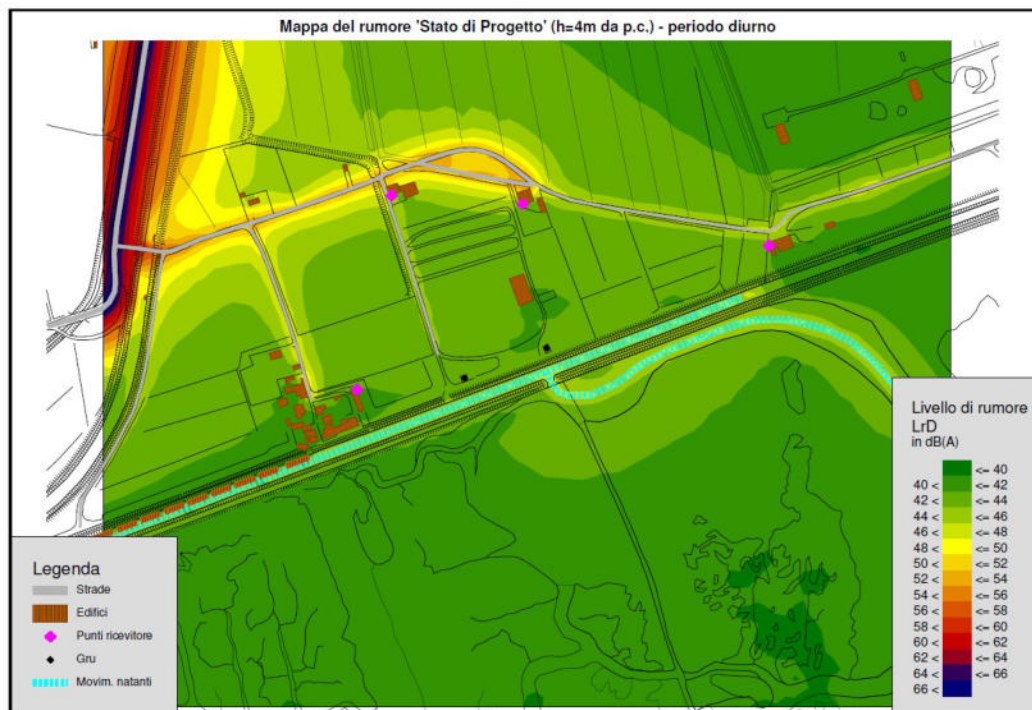 Mappa del rumore 'Stato di Progetto' (h=4m da p.c.) - periodo diurno
Legenda
Strade
Edifici
Punti ricevitore
Gru
Movim. natanti
Livello di rumore
LrD
in dB(A)
<= 40
40 < <= 42
42 < <= 44
44 < <= 46
46 < <= 48
48 < <= 50
50 < <= 52
52 < <= 54
54 < <= 56
56 < <= 58
58 < <= 60
60 < <= 62
62 < <= 64
64 < <= 66
66 <